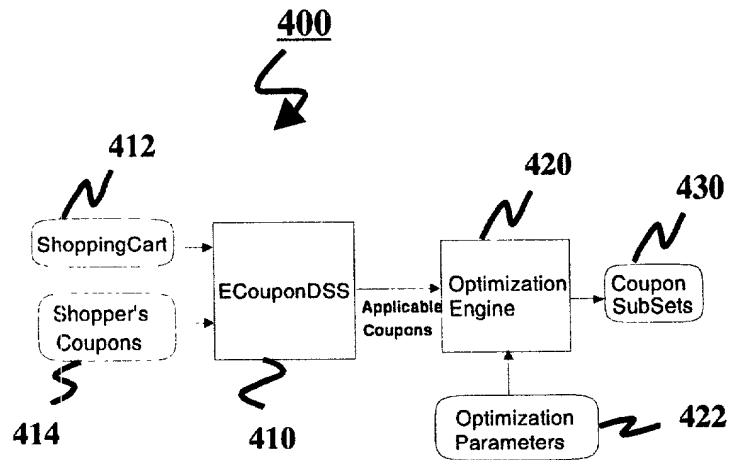 400
412
420
430
ShoppingCart
ECouponDSS
Applicable
Coupons
Optimization
Engine
Coupon
SubSets
Shopper's
Coupons
414
410
Optimization
Parameters
422